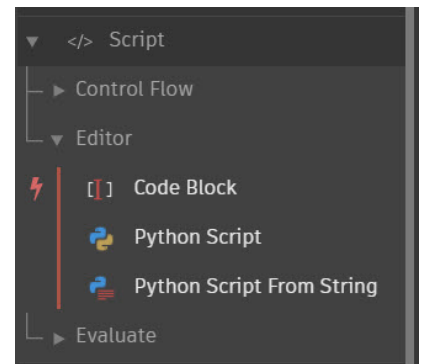 </> Script
Control Flow
Editor
[I] Code Block
Python Script
Python Script From String
Evaluate